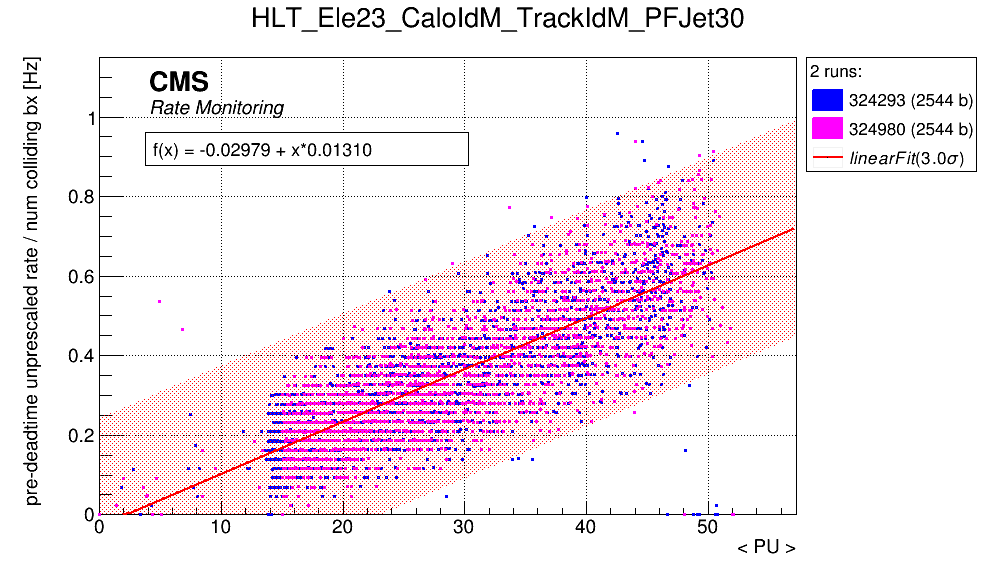 HLT_Ele23_CaloIdM_TrackIdM_PFJet30
CMS
Rate Monitoring
f(x) = -0.02979 + x*0.01310
2 runs:
324293 (2544 b)
324980 (2544 b)
linearFit(3.0σ)
pre-deadtime unprescaled rate / num colliding bx [Hz]
1
0.8
0.6
0.4
0.2
0
0 10 20 30 40 50
< PU >